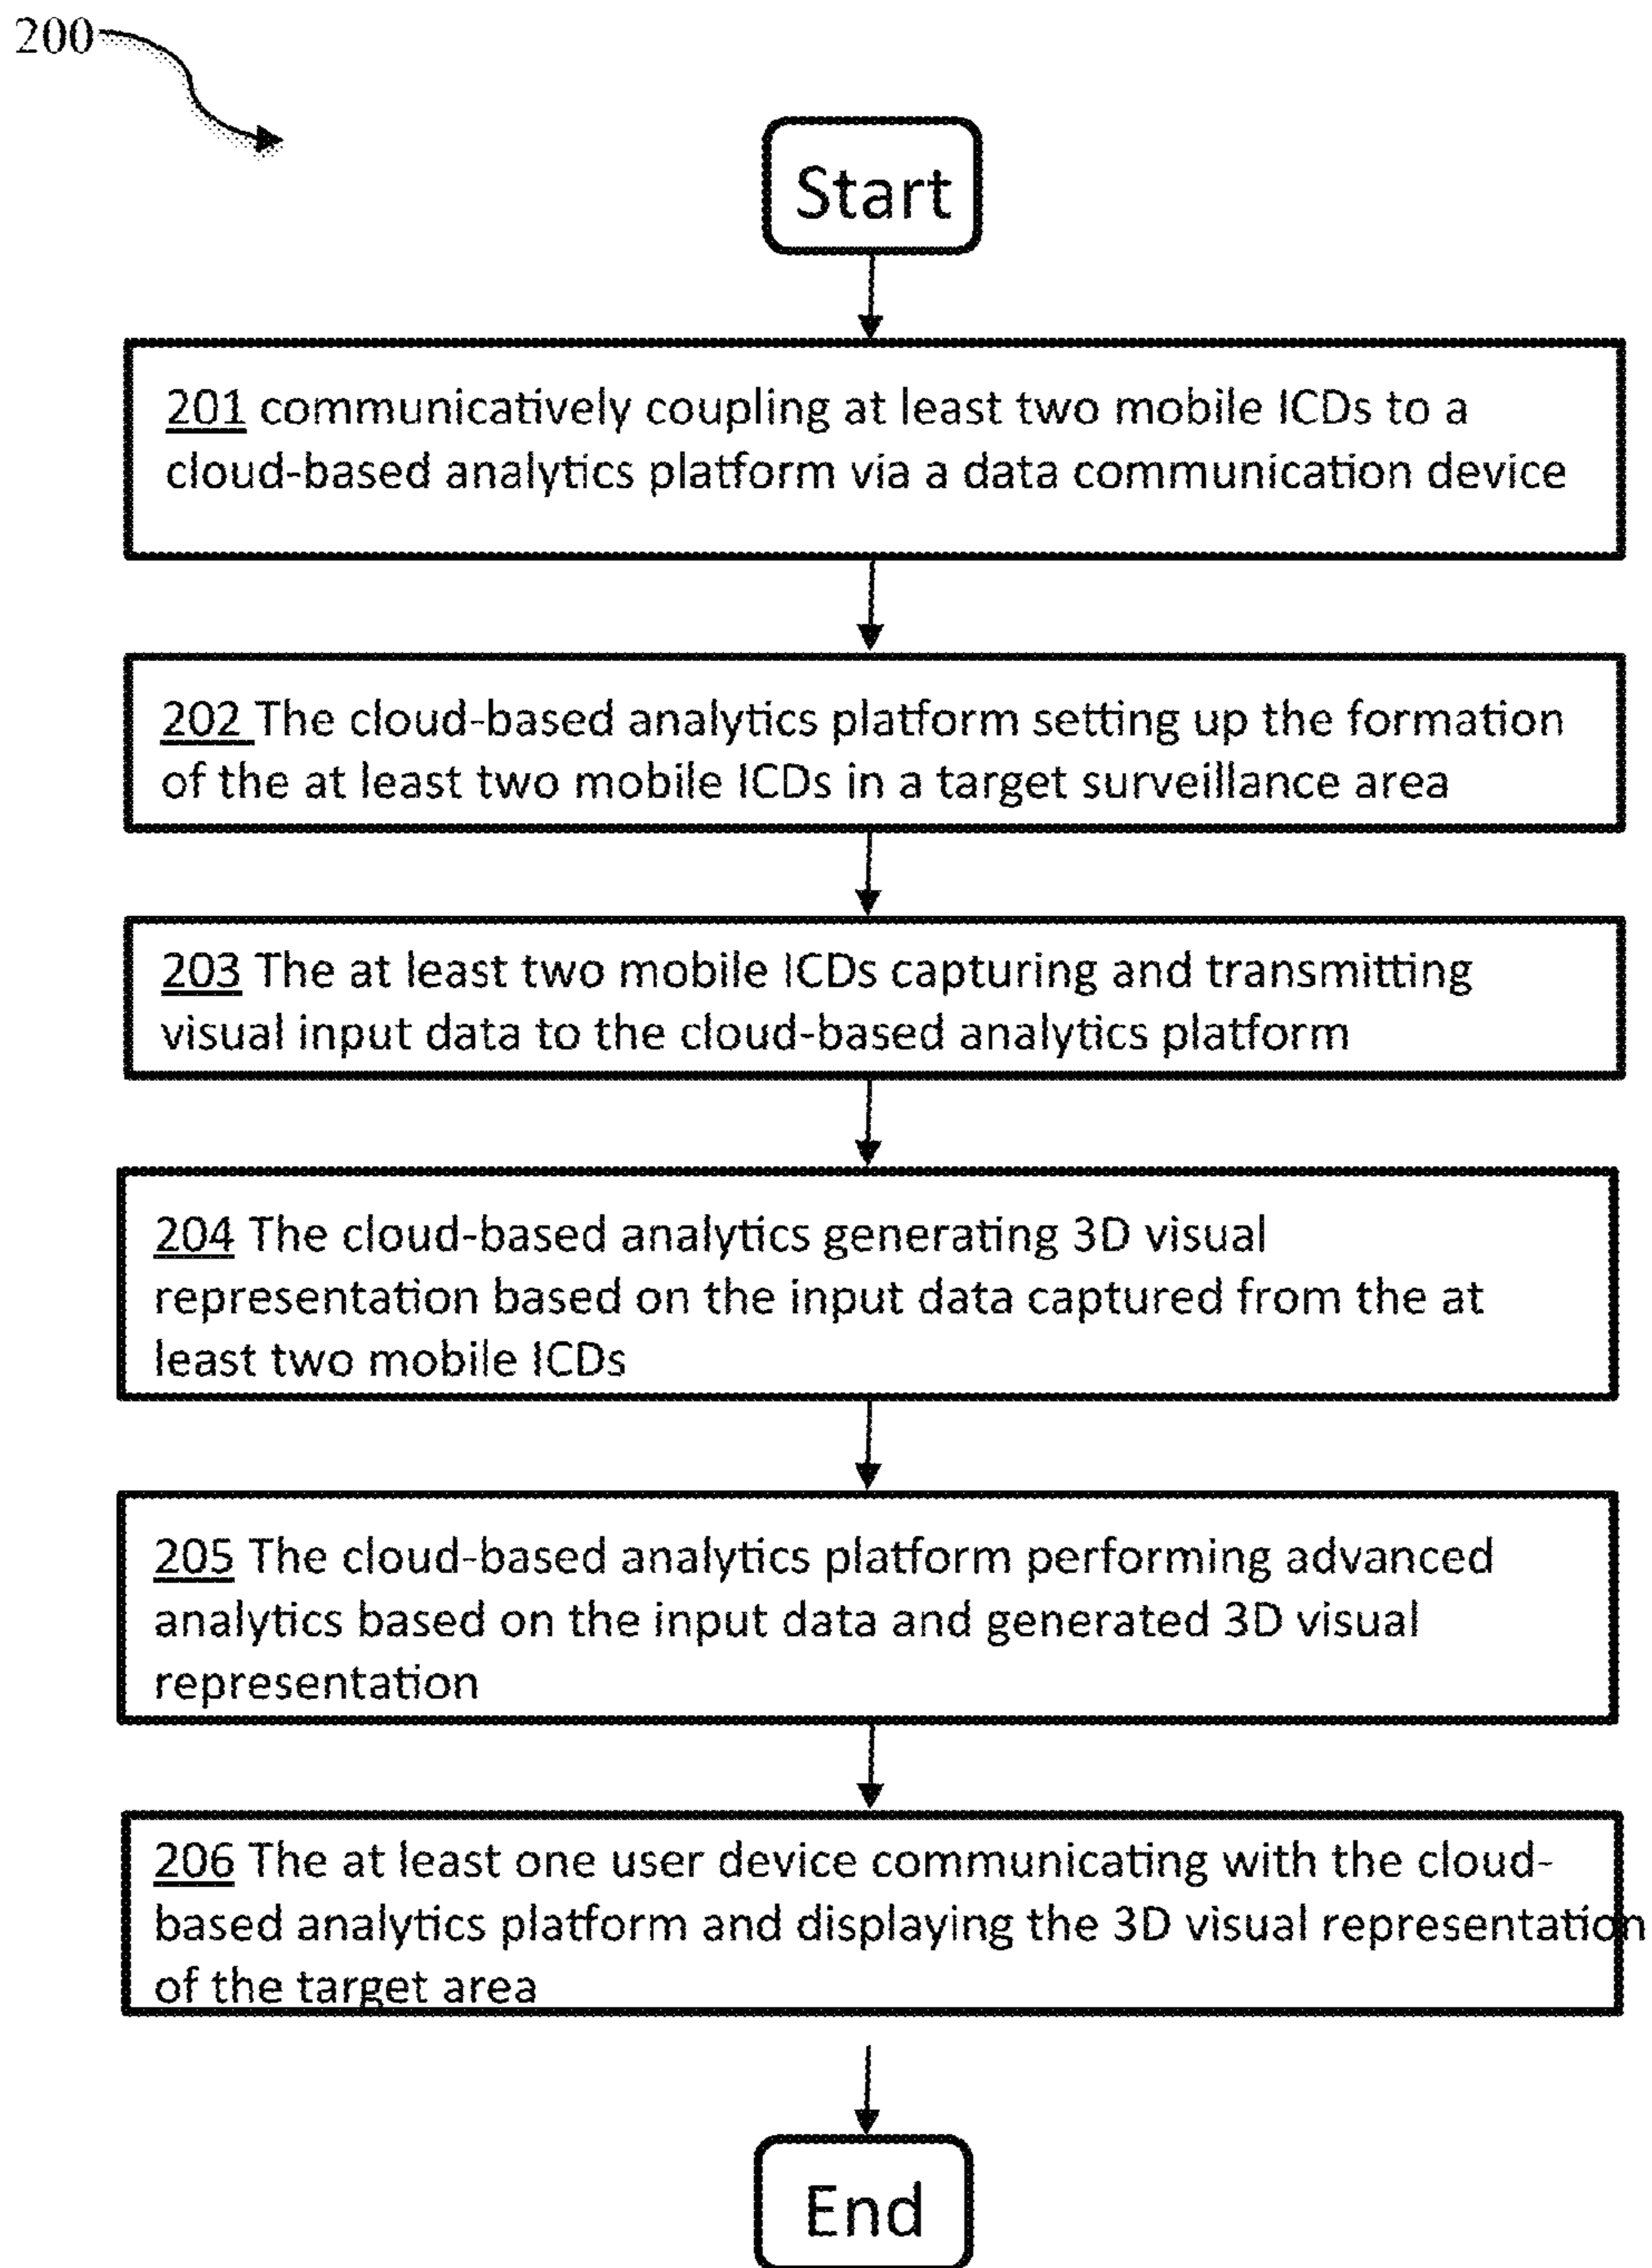 200
Start
201 communicatively coupling at least two mobile ICDs to a
cloud-based analytics platform via a data communication device
202 The cloud-based analytics platform setting up the formation
of the at least two mobile ICDs in a target surveillance area
203 The at least two mobile ICDs capturing and transmitting
visual input data to the cloud-based analytics platform
204 The cloud-based analytics generating 3D visual
representation based on the input data captured from the at
least two mobile ICDs
205 The cloud-based analytics platform performing advanced
analytics based on the input data and generated 3D visual
representation
206 The at least one user device communicating with the cloud-
based analytics platform and displaying the 3D visual representation
of the target area
End